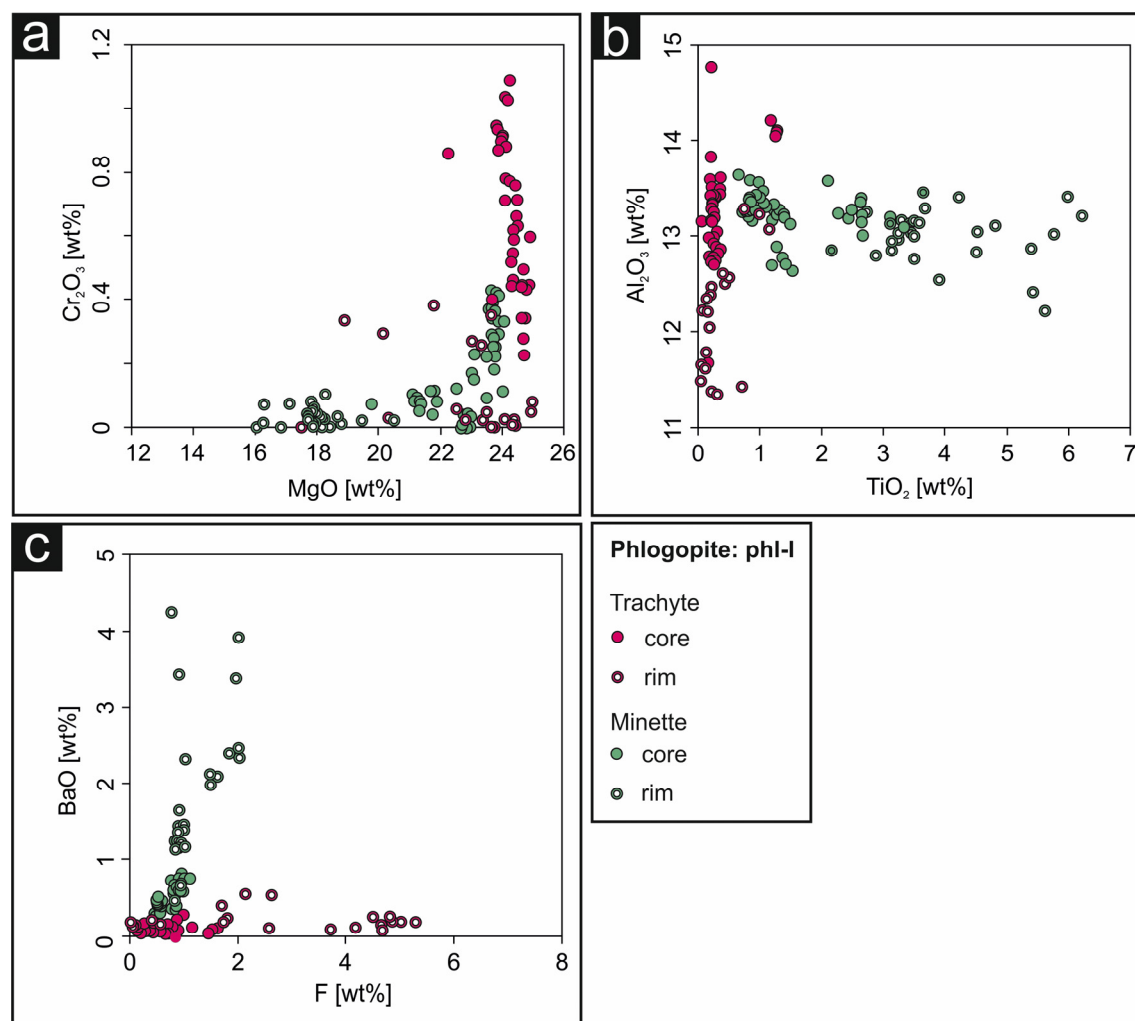 a
Cr₂O₃ [wt%]
1.2
0.8
0.4
0
12 14 16 18 20 22 24 26
MgO [wt%]
b
Al₂O₃ [wt%]
15
14
13
12
11
0 1 2 3 4 5 6 7
TiO₂ [wt%]
c
BaO [wt%]
5
4
3
2
1
0
0 2 4 6 8
F [wt%]
Phlogopite: phl-I
Trachyte
core
rim
Minette
core
rim